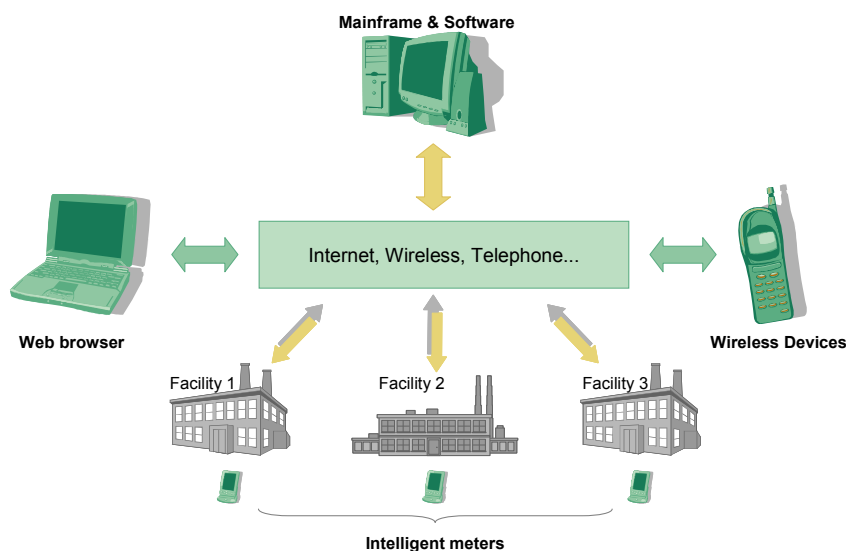 Mainframe & Software
Internet, Wireless, Telephone...
Web browser
Wireless Devices
Facility 1
Facility 2
Facility 3
Intelligent meters